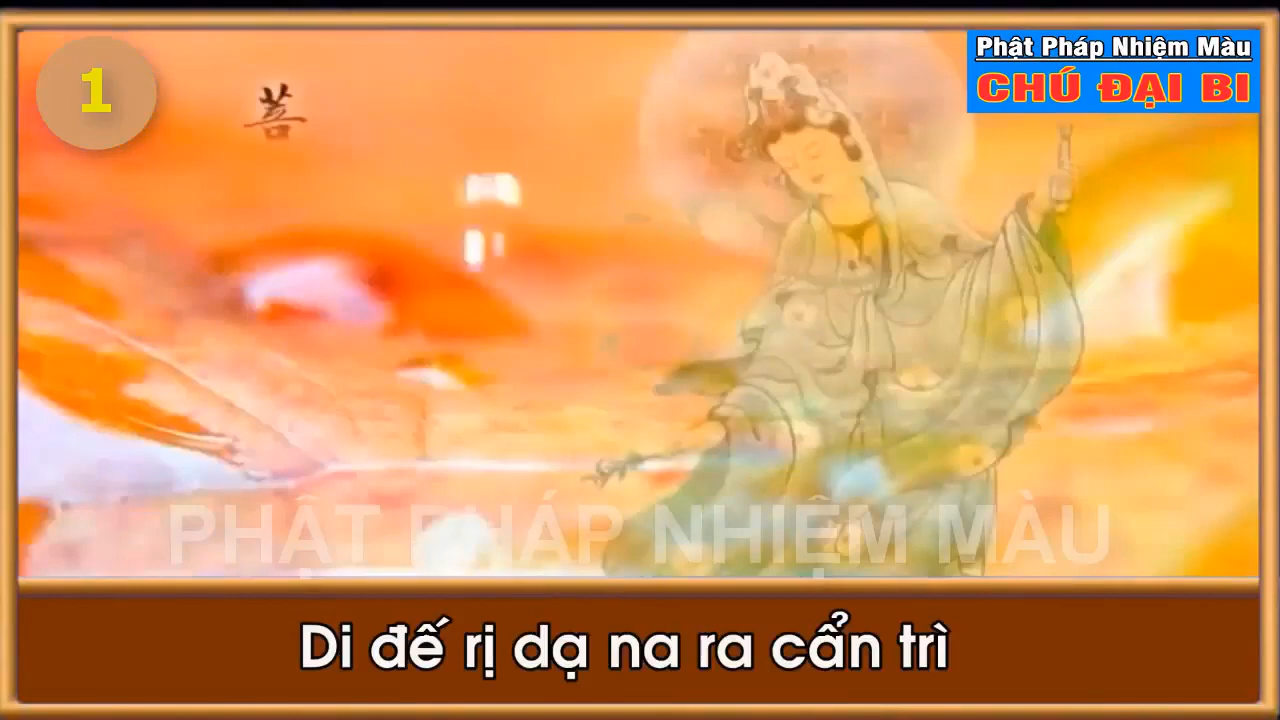 1
菩
Phật Pháp Nhiệm Màu
CHÚ ĐẠI BI
PHẬT PHÁP NHIỆM MÀU
Di đế rị dạ na ra cẩn trì